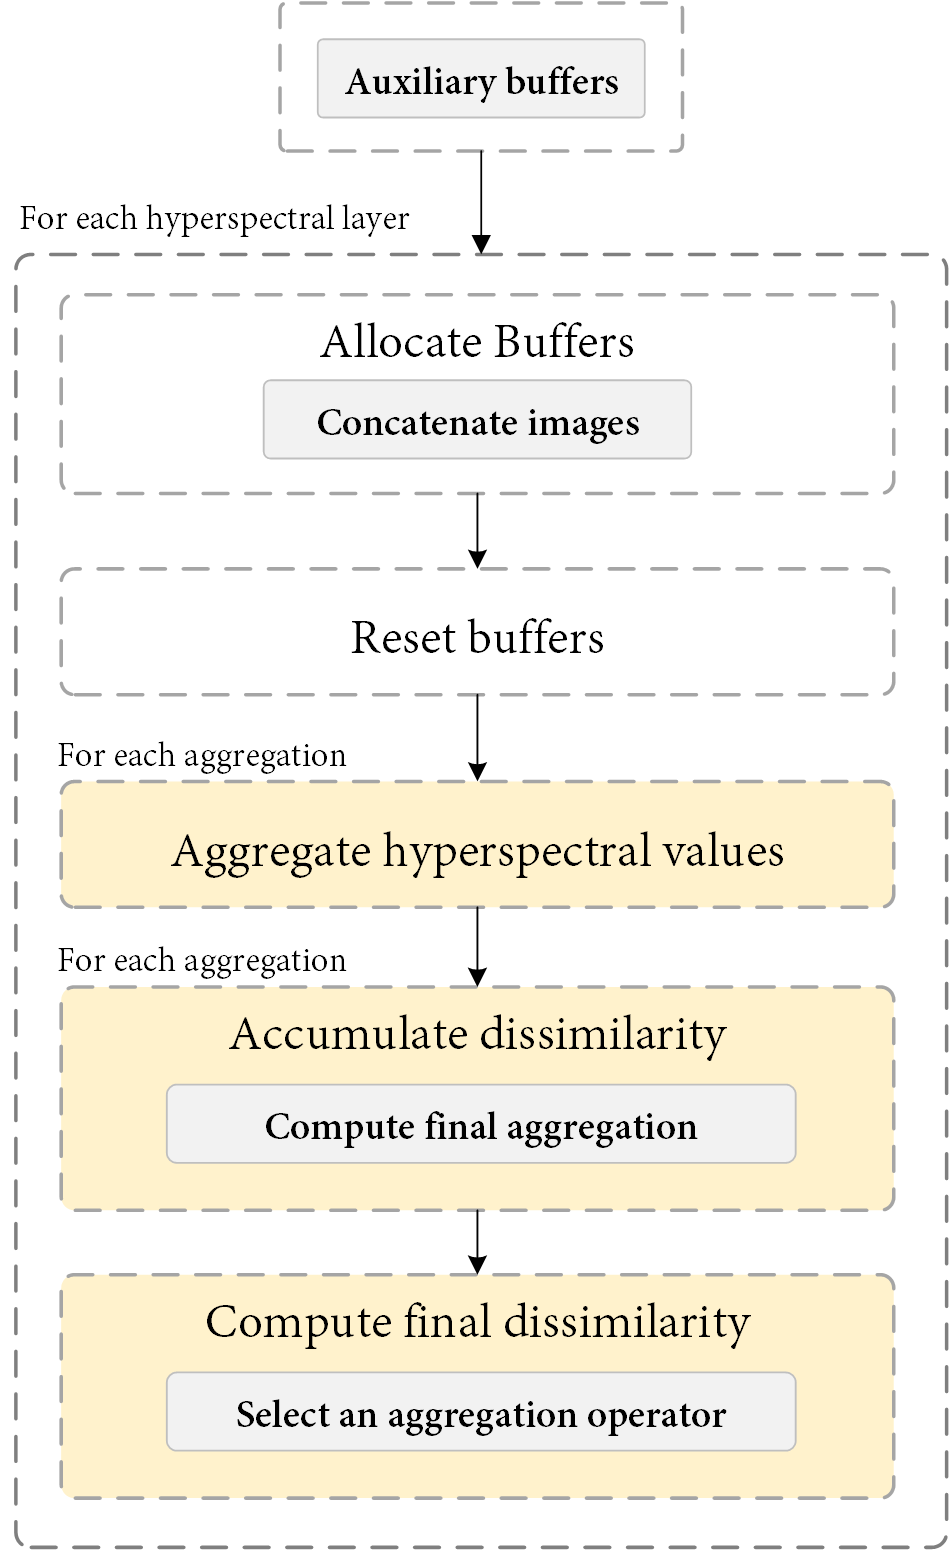 Auxiliary buffers
For each hyperspectral layer
Allocate Buffers
Concatenate images
Reset buffers
For each aggregation
Aggregate hyperspectral values
For each aggregation
Accumulate dissimilarity
Compute final aggregation
Compute final dissimilarity
Select an aggregation operator